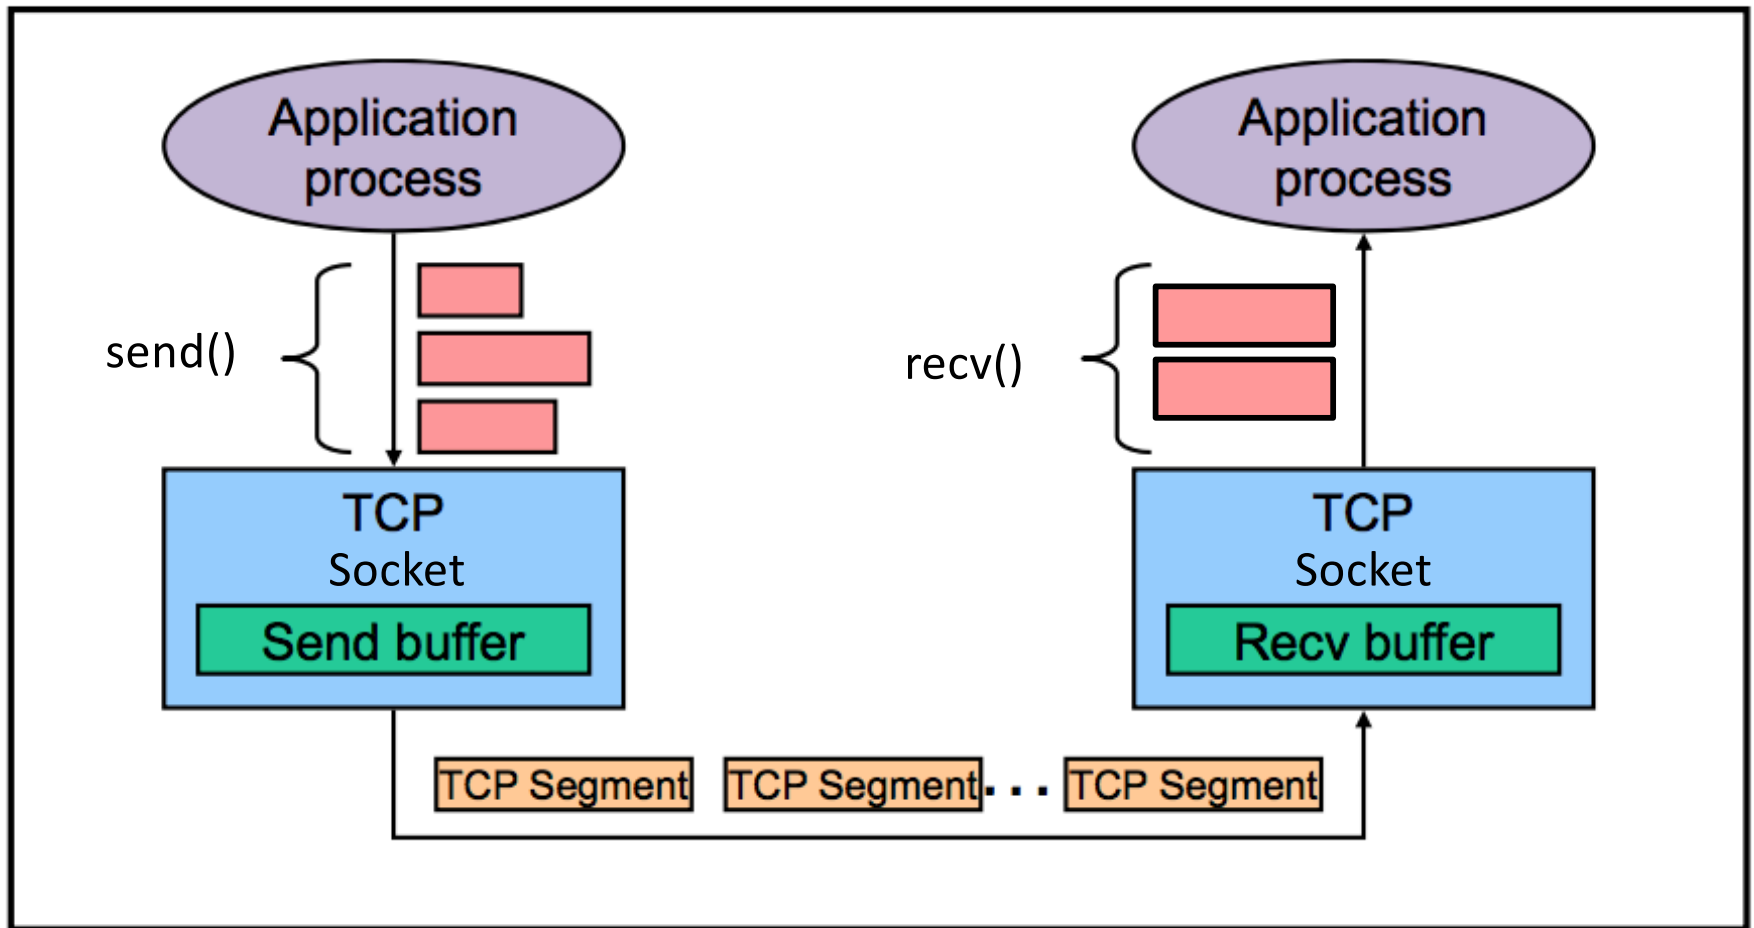 Application
process
Application
process
send()
recv()
TCP
Socket
Send buffer
TCP
Socket
Recv buffer
TCP Segment TCP Segment ... TCP Segment